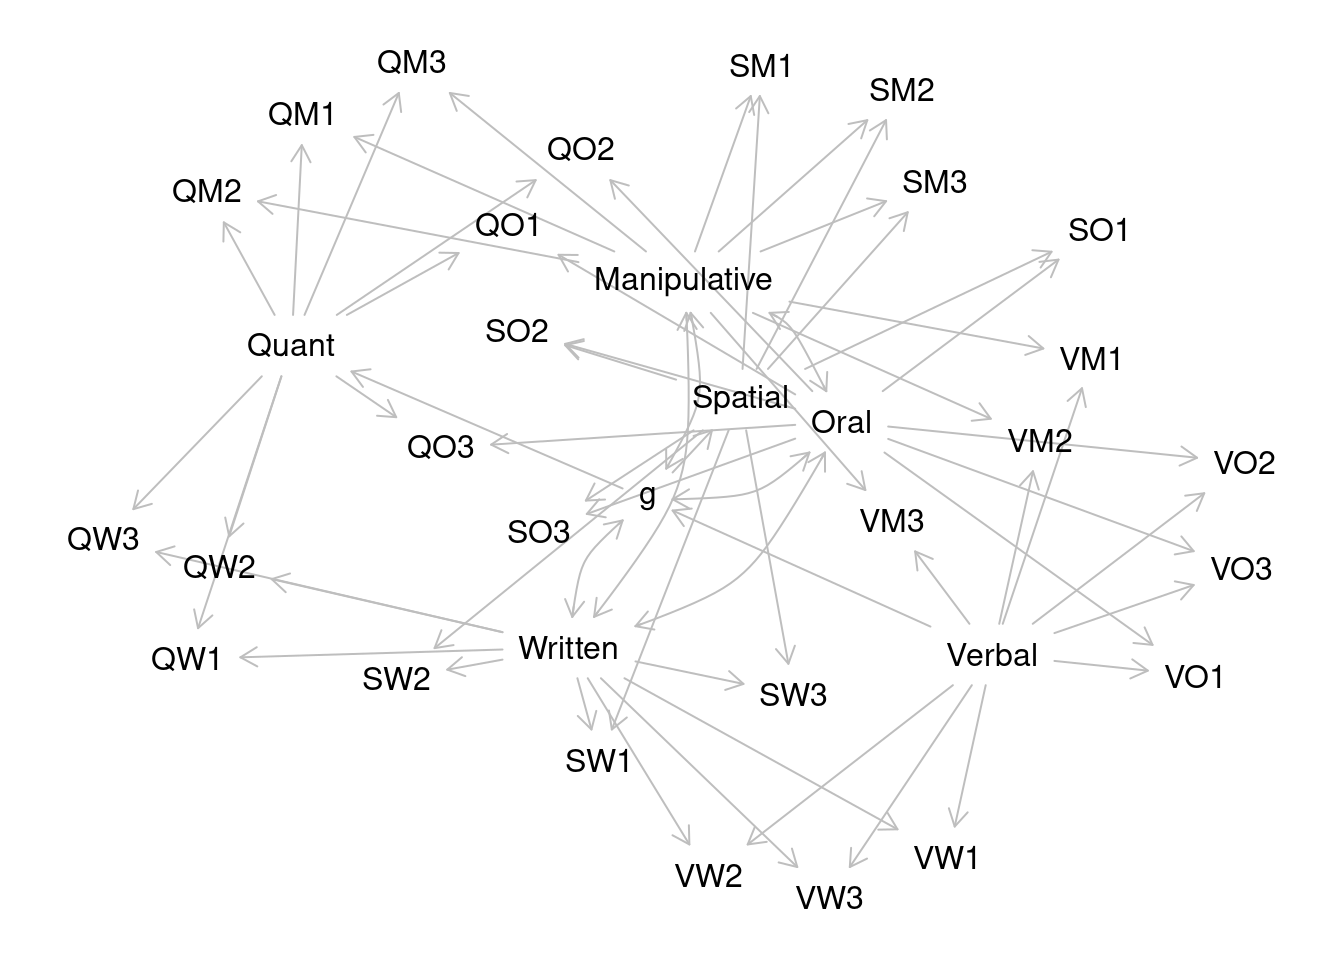 QM3
SM1
SM2
QM1
QO2
SM3
QM2
QO1
SO1
Manipulative
SO2
Quant
VM1
Spatial
Oral
VM2
QO3
VO2
g
VM3
SO3
QW3
QW2
VO3
Written
Verbal
QW1
SW2
VO1
SW3
SW1
VW1
VW2
VW3